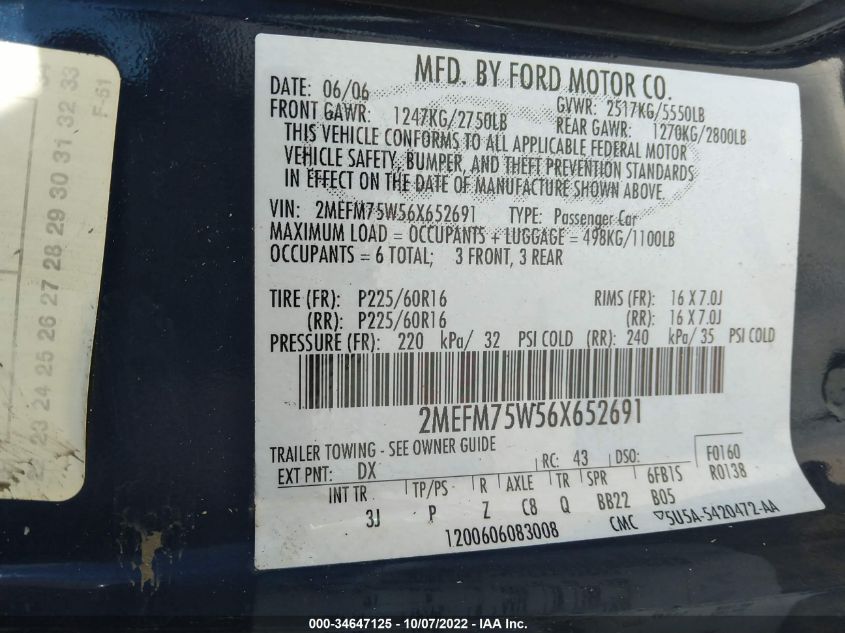 MFD. BY FORD MOTOR CO.
DATE: 06/06 GVWR: 2517KG/5550LB
FRONT GAWR: 1247KG/2750LB REAR GAWR: 1270KG/2800LB
THIS VEHICLE CONFORMS TO ALL APPLICABLE FEDERAL MOTOR
VEHICLE SAFETY, BUMPER, AND THEFT PREVENTION STANDARDS
IN EFFECT ON THE DATE OF MANUFACTURE SHOWN ABOVE.
VIN: 2MEFM75W56X652691 TYPE: Passenger Car
MAXIMUM LOAD = OCCUPANTS + LUGGAGE = 498KG/1100LB
OCCUPANTS = 6 TOTAL; 3 FRONT, 3 REAR
TIRE (FR): P225/60R16 RIMS (FR): 16 X 7.0J
(RR): P225/60R16 (RR): 16 X 7.0J
PRESSURE (FR): 220 kPa/ 32 PSI COLD (RR): 240 kPa/ 35 PSI COLD
2MEFM75W56X652691
TRAILER TOWING - SEE OWNER GUIDE
EXT PNT: DX RC: 43 DSO: F0160
R0138
INT TR TP/PS R AXLE TR SPR 6FB1S
3J P Z C8 Q BB22 B05
1200606083008 CMC ▽5U5A-5420472-AA
23 24 25 26 27 28 29 30 31 32 33
F-61
000-34647125 - 10/07/2022 - IAA Inc.